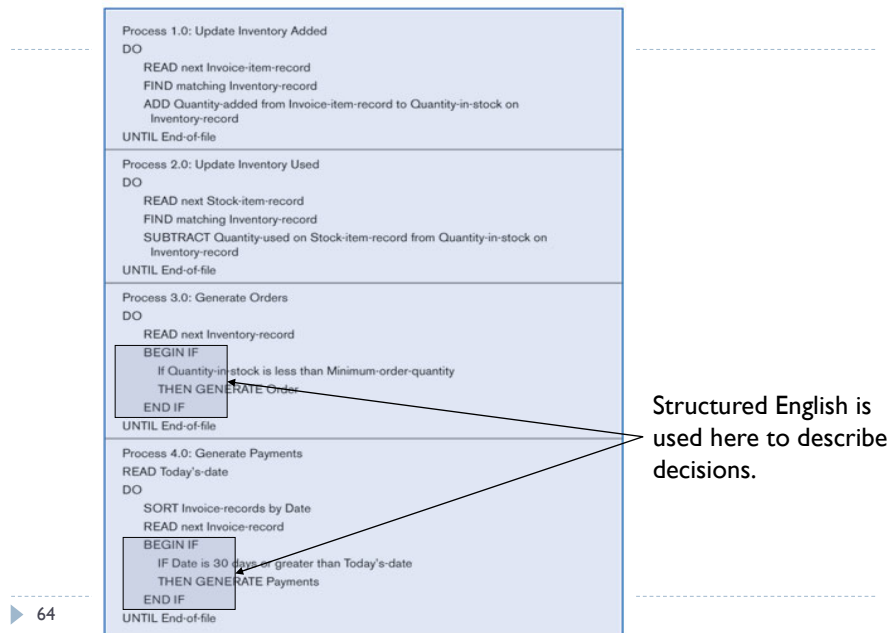 Process 1.0: Update Inventory Added
DO
READ next Invoice-item-record
FIND matching Inventory-record
ADD Quantity-added from Invoice-item-record to Quantity-in-stock on
Inventory-record
UNTIL End-of-file
Process 2.0: Update Inventory Used
DO
READ next Stock-item-record
FIND matching Inventory-record
SUBTRACT Quantity-used on Stock-item-record from Quantity-in-stock on
Inventory-record
UNTIL End-of-file
Process 3.0: Generate Orders
DO
READ next Inventory-record
BEGIN IF
If Quantity-in-stock is less than Minimum-order-quantity
THEN GENERATE Order
END IF
UNTIL End-of-file
Process 4.0: Generate Payments
READ Today's-date
DO
SORT Invoice-records by Date
READ next Invoice-record
BEGIN IF
IF Date is 30 days or greater than Today's-date
THEN GENERATE Payments
END IF
UNTIL End-of-file
Structured English is
used here to describe
decisions.
64